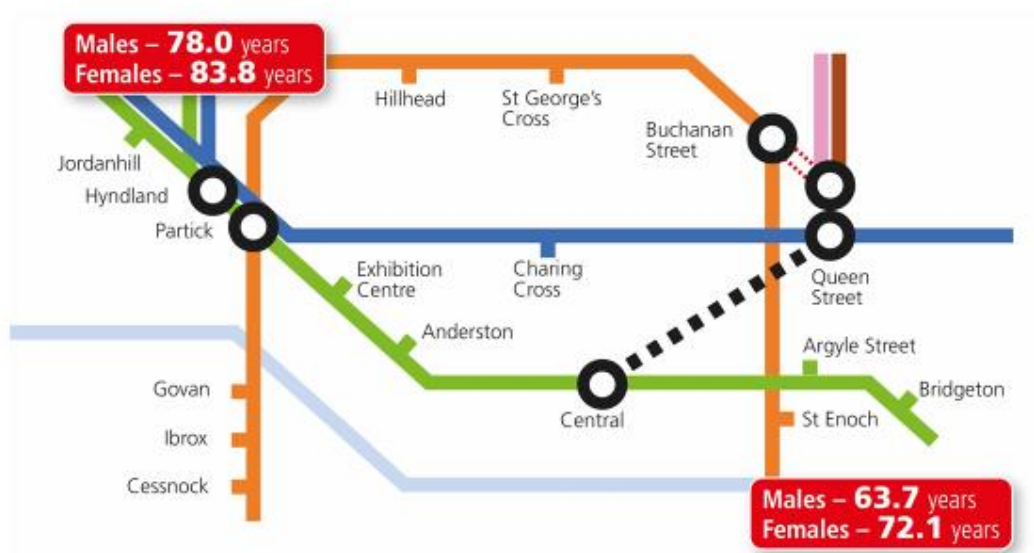 Males – 78.0 years
Females – 83.8 years
Hillhead
St George's
Cross
Buchanan
Street
Jordanhill
Hyndland
Partick
Exhibition
Centre
Charing
Cross
Queen
Street
Anderston
Argyle Street
Govan
Bridgeton
Central
St Enoch
Ibrox
Cessnock
Males – 63.7 years
Females – 72.1 years